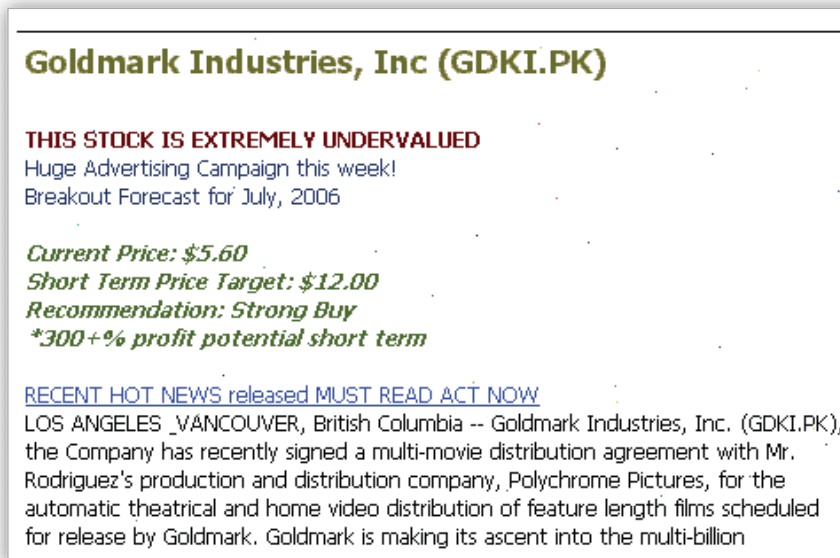 Goldmark Industries, Inc (GDKI.PK)
THIS STOCK IS EXTREMELY UNDERVALUED
Huge Advertising Campaign this week!
Breakout Forecast for July, 2006
Current Price: $5.60
Short Term Price Target: $12.00
Recommendation: Strong Buy
*300+% profit potential short term
RECENT HOT NEWS released MUST READ ACT NOW
LOS ANGELES _VANCOUVER, British Columbia -- Goldmark Industries, Inc. (GDKI.PK),
the Company has recently signed a multi-movie distribution agreement with Mr.
Rodriguez's production and distribution company, Polychrome Pictures, for the
automatic theatrical and home video distribution of feature length films scheduled
for release by Goldmark. Goldmark is making its ascent into the multi-billion